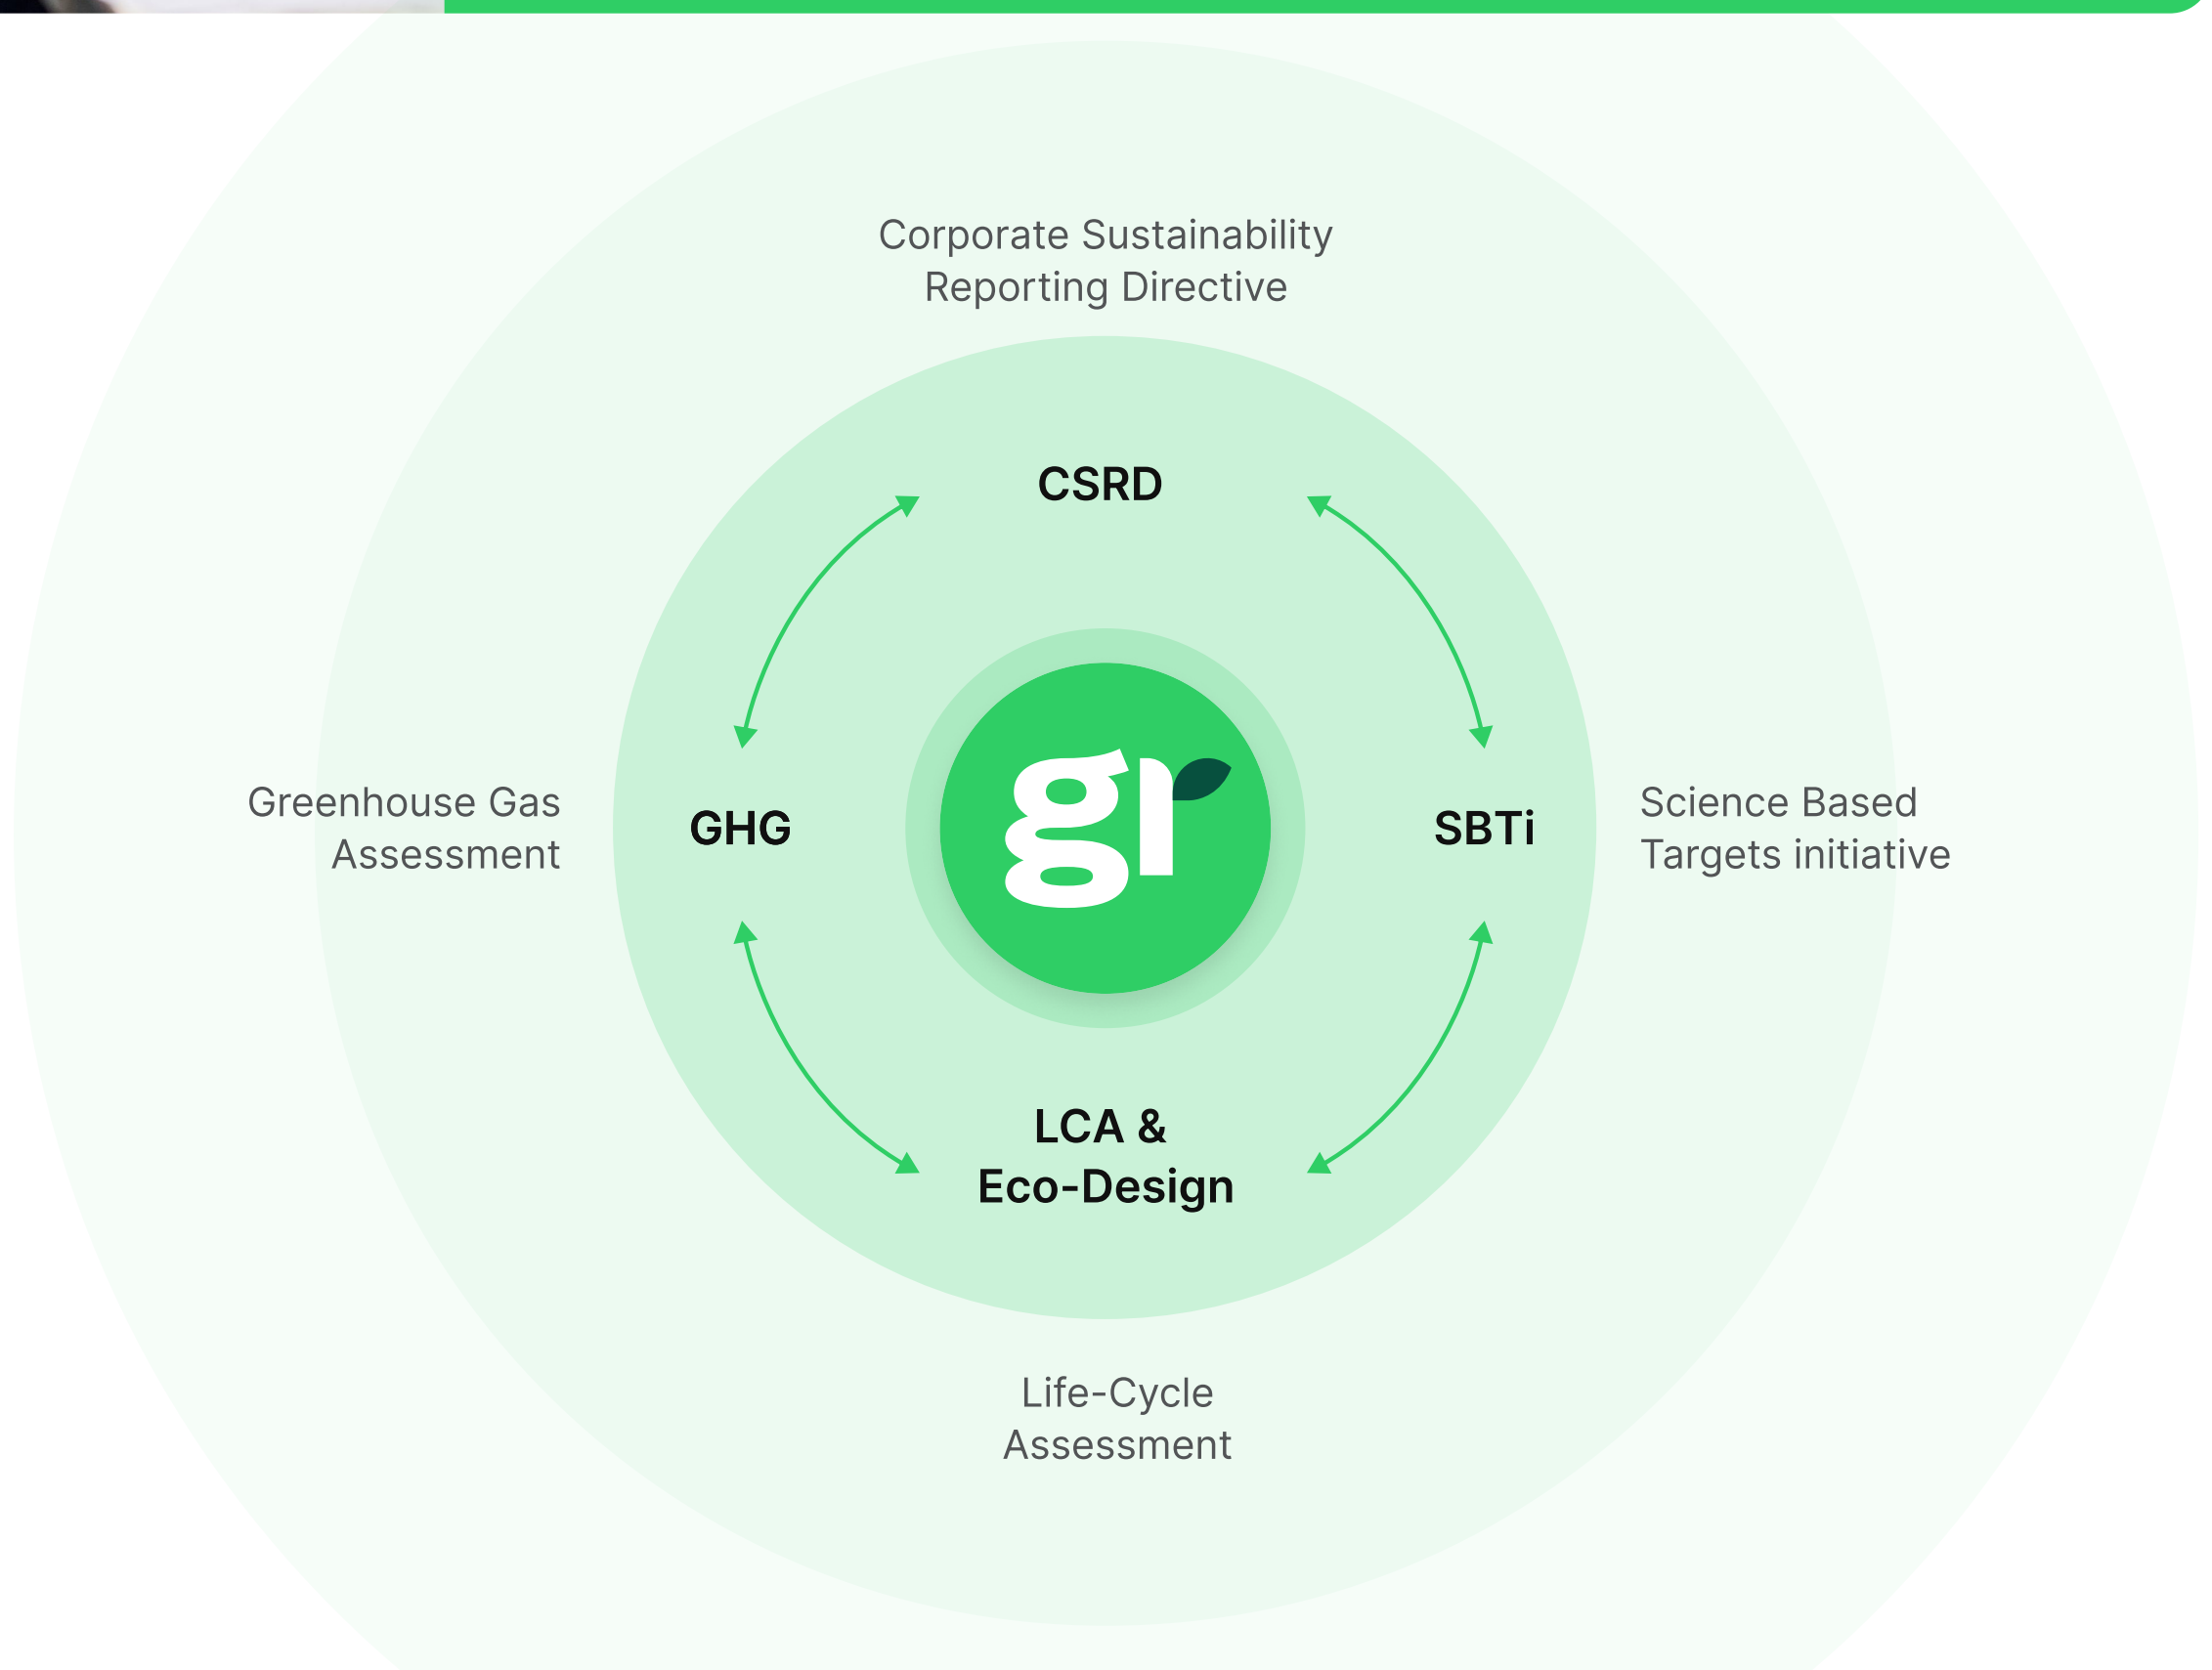 Corporate Sustainability
Reporting Directive
CSRD
Greenhouse Gas
Assessment
GHG
gr
SBTi
Science Based
Targets initiative
LCA &
Eco-Design
Life-Cycle
Assessment